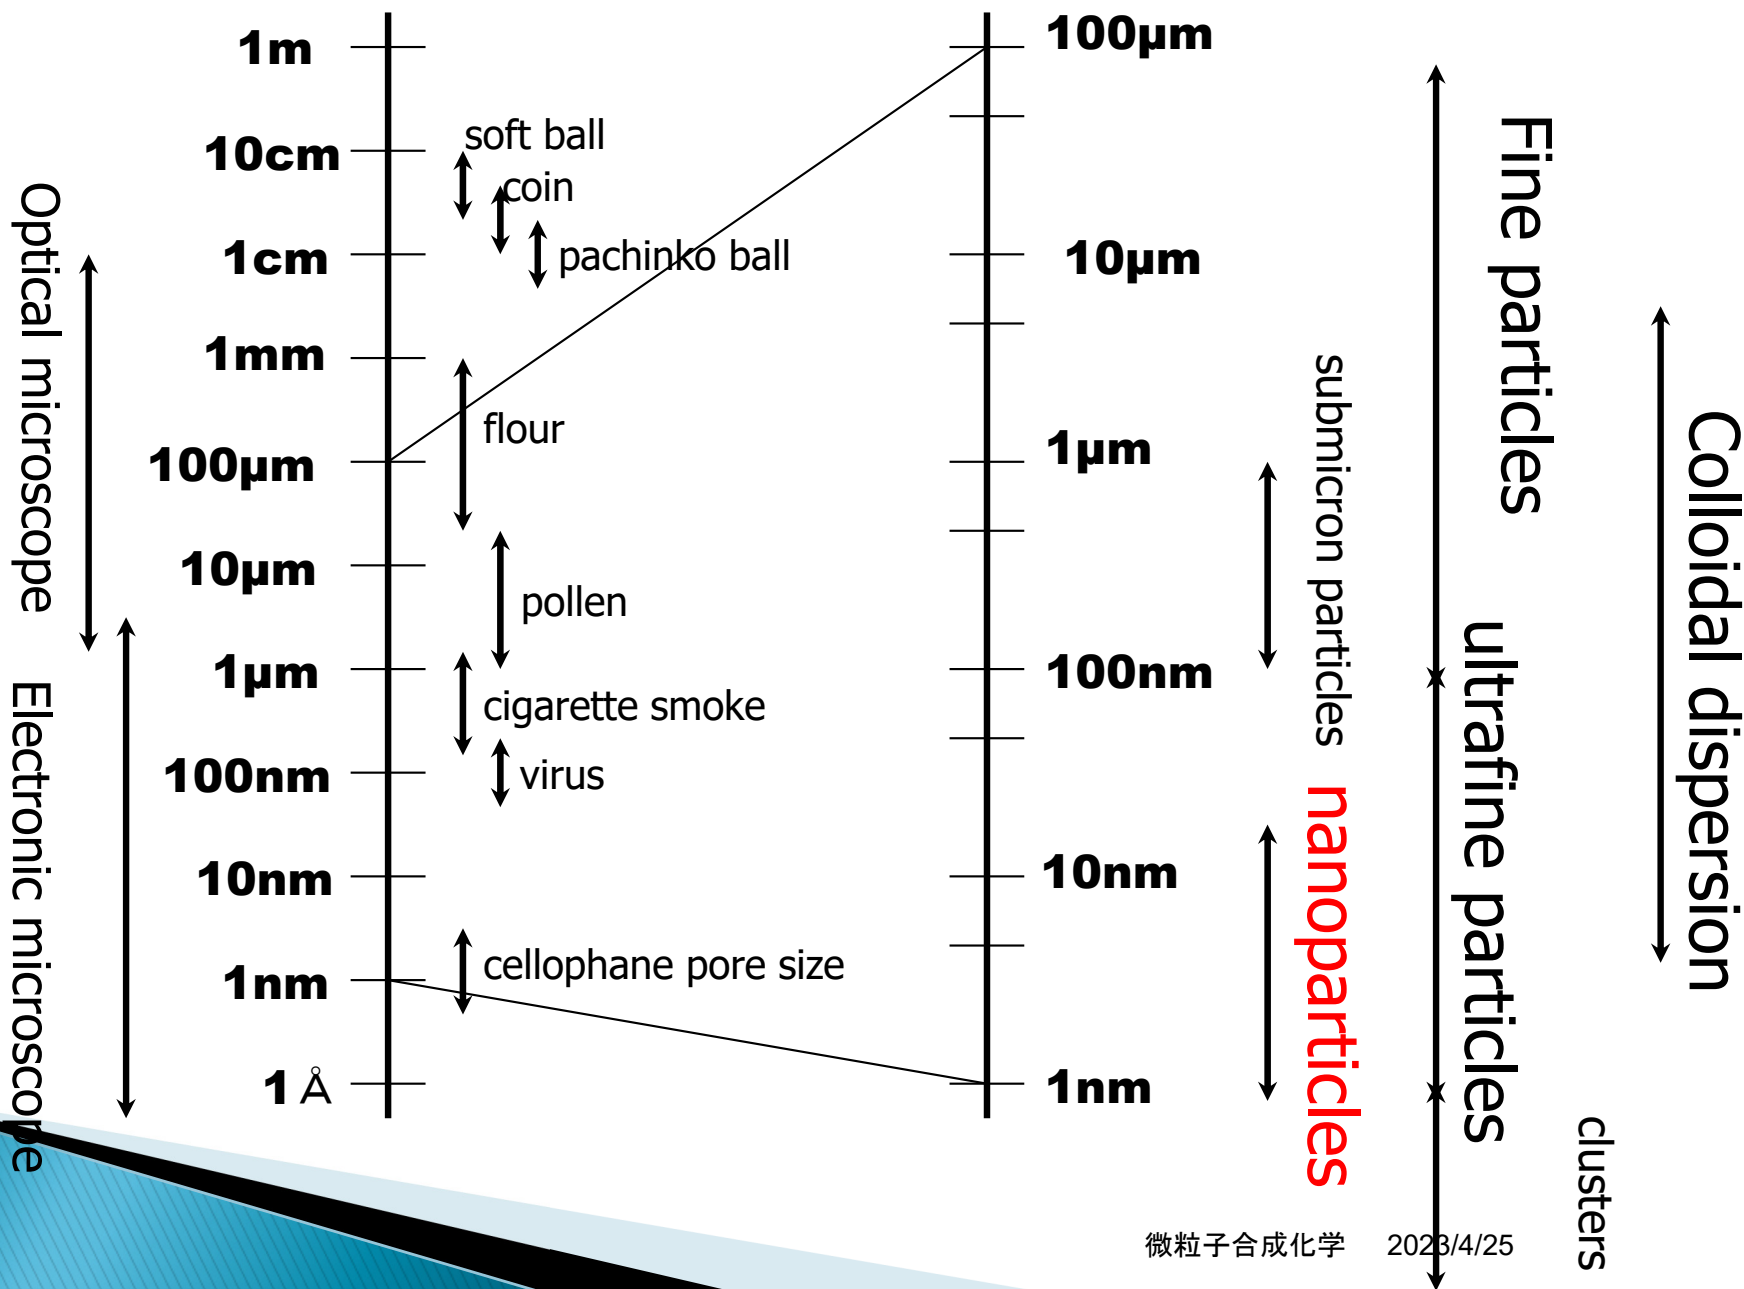 1m
10cm
1cm
1mm
100µm
10µm
1µm
100nm
10nm
1nm
1 Å
Optical microscope
Electronic microscope
soft ball
coin
pachinko ball
flour
pollen
cigarette smoke
virus
cellophane pore size
100µm
10µm
1µm
100nm
10nm
1nm
submicron particles
nanoparticles
Fine particles
ultrafine particles
clusters
Colloidal dispersion
微粒子合成化学 2023/4/25